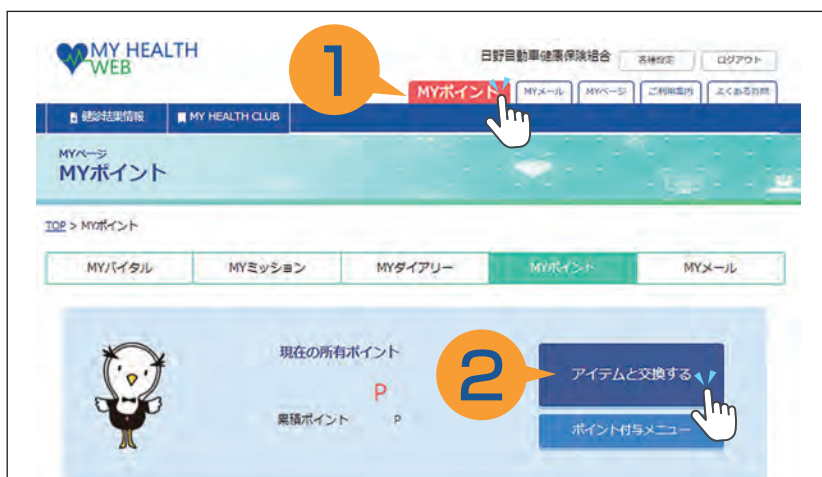 MY HEALTH
WEB
1
日野自動車健康保険組合
各種設定
ログアウト
MYポイント
MYメール
MYページ
ご利用案内
よくある質問
健診結果情報
MY HEALTH CLUB
MYページ
MYポイント
TOP > MYポイント
MYバイタル
MYミッション
MYダイアリー
MYポイント
MYメール
現在の所有ポイント
P
累積ポイント P
2
アイテムと交換する
ポイント付与メニュー